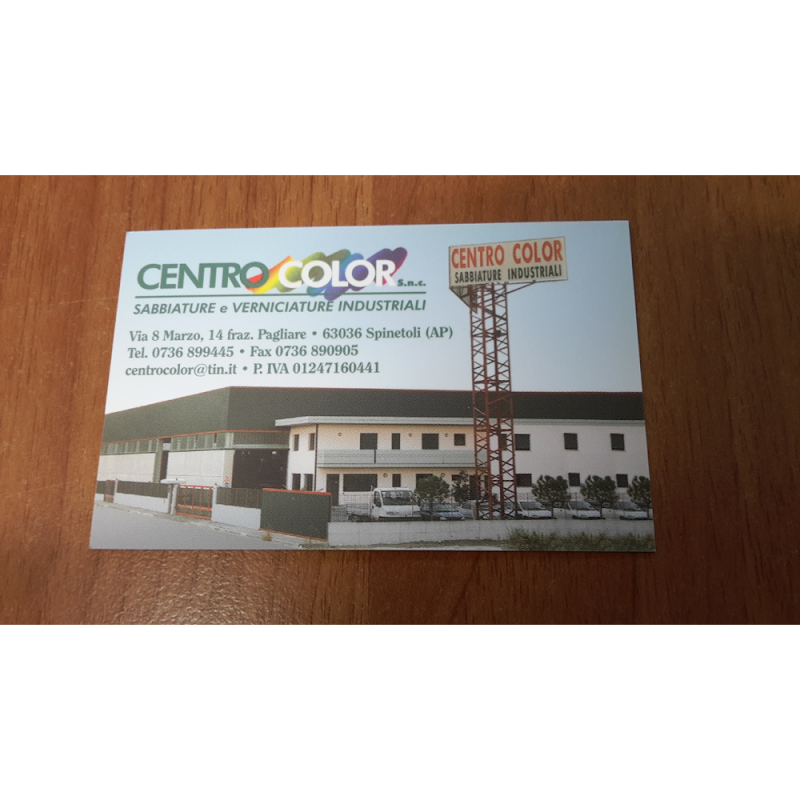 CENTRO COLOR S.n.c.
SABBIATURE e VERNICIATURE INDUSTRIALI
Via 8 Marzo, 14 fraz. Pagliare • 63036 Spinetoli (AP)
Tel. 0736 899445 • Fax 0736 890905
centrocolor@tin.it • P. IVA 01247160441
CENTRO COLOR
SABBIATURE INDUSTRIALI